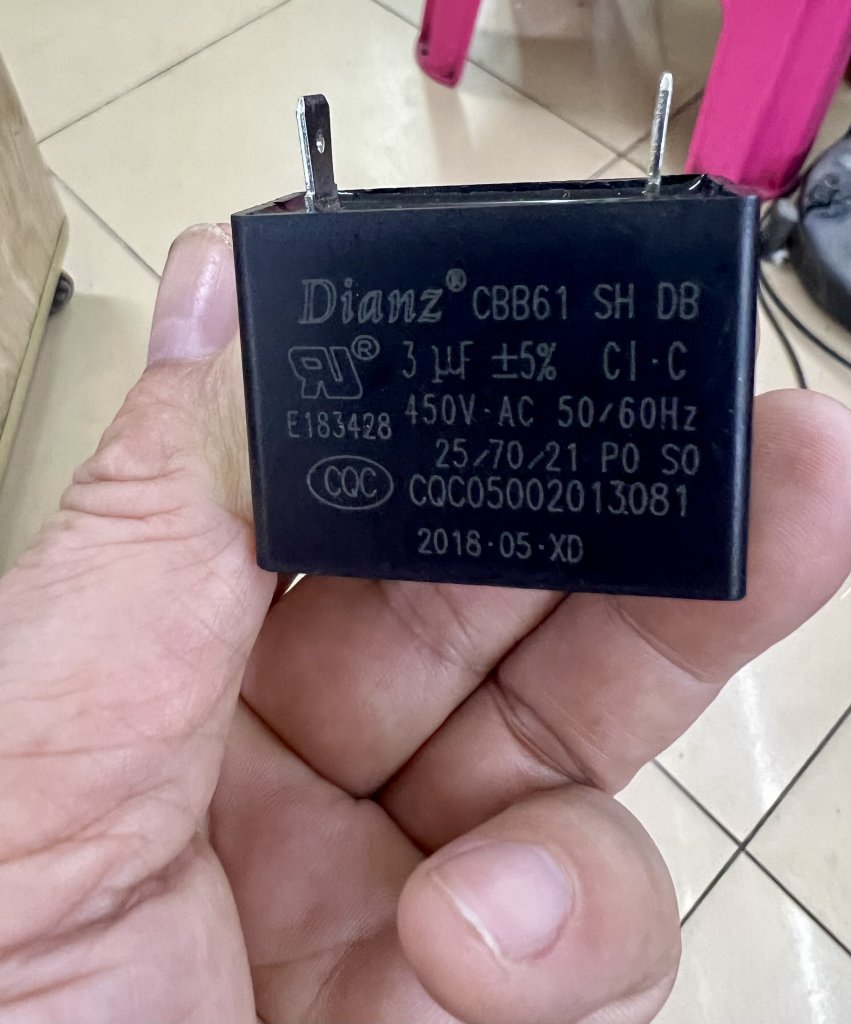 Dianz® CBB61 SH DB
RU® 3 µF ±5% CI·C
E183428 450V·AC 50/60Hz
25/70/21 P0 S0
CQC CQC05002013081
2018·05·XD